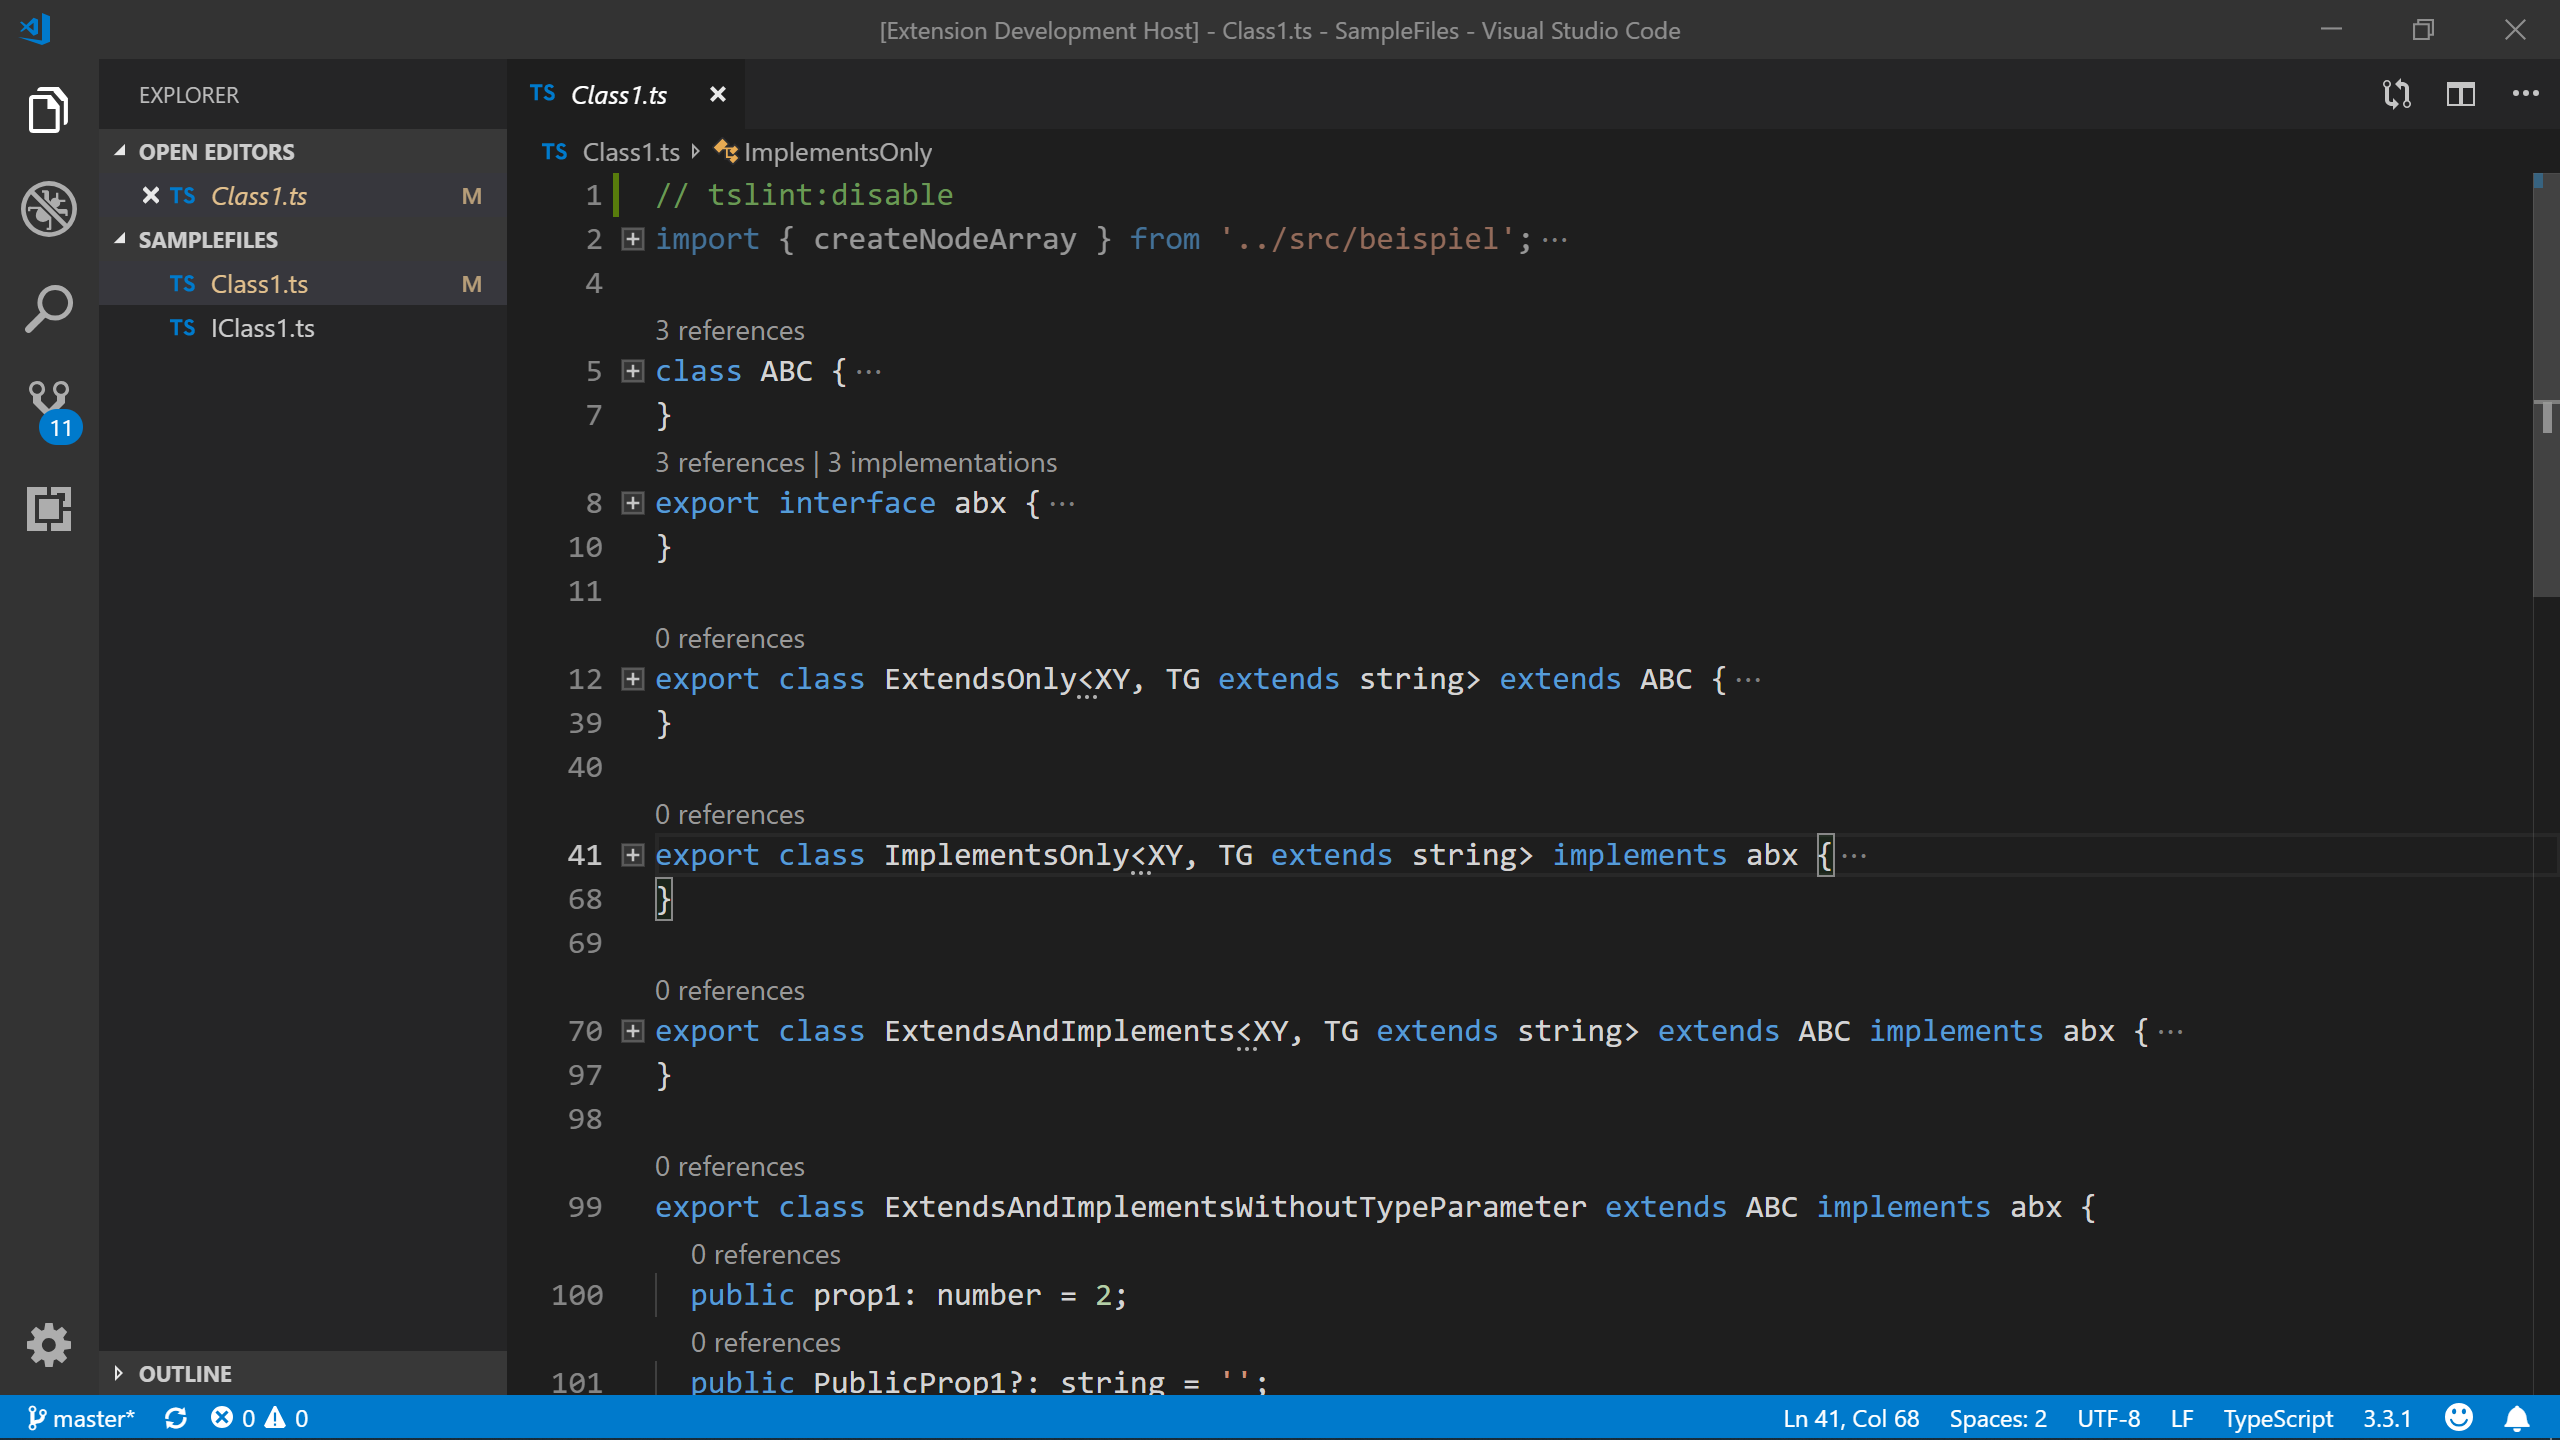 [Extension Development Host] - Class1.ts - SampleFiles - Visual Studio Code
EXPLORER
OPEN EDITORS
TS Class1.ts M
SAMPLEFILES
TS Class1.ts M
TS IClass1.ts
11
OUTLINE
TS Class1.ts
TS Class1.ts ImplementsOnly
1 // tslint:disable
2 import { createNodeArray } from '../src/beispiel';···
4
3 references
5 class ABC {···
7 }
3 references | 3 implementations
8 export interface abx {···
10 }
11
0 references
12 export class ExtendsOnly<XY, TG extends string> extends ABC {···
39 }
40
0 references
41 export class ImplementsOnly<XY, TG extends string> implements abx {···
68 }
69
0 references
70 export class ExtendsAndImplements<XY, TG extends string> extends ABC implements abx {···
97 }
98
0 references
99 export class ExtendsAndImplementsWithoutTypeParameter extends ABC implements abx {
0 references
100 public prop1: number = 2;
0 references
101 public PublicProp1?: string = '';
master* 0 0 Ln 41, Col 68 Spaces: 2 UTF-8 LF TypeScript 3.3.1